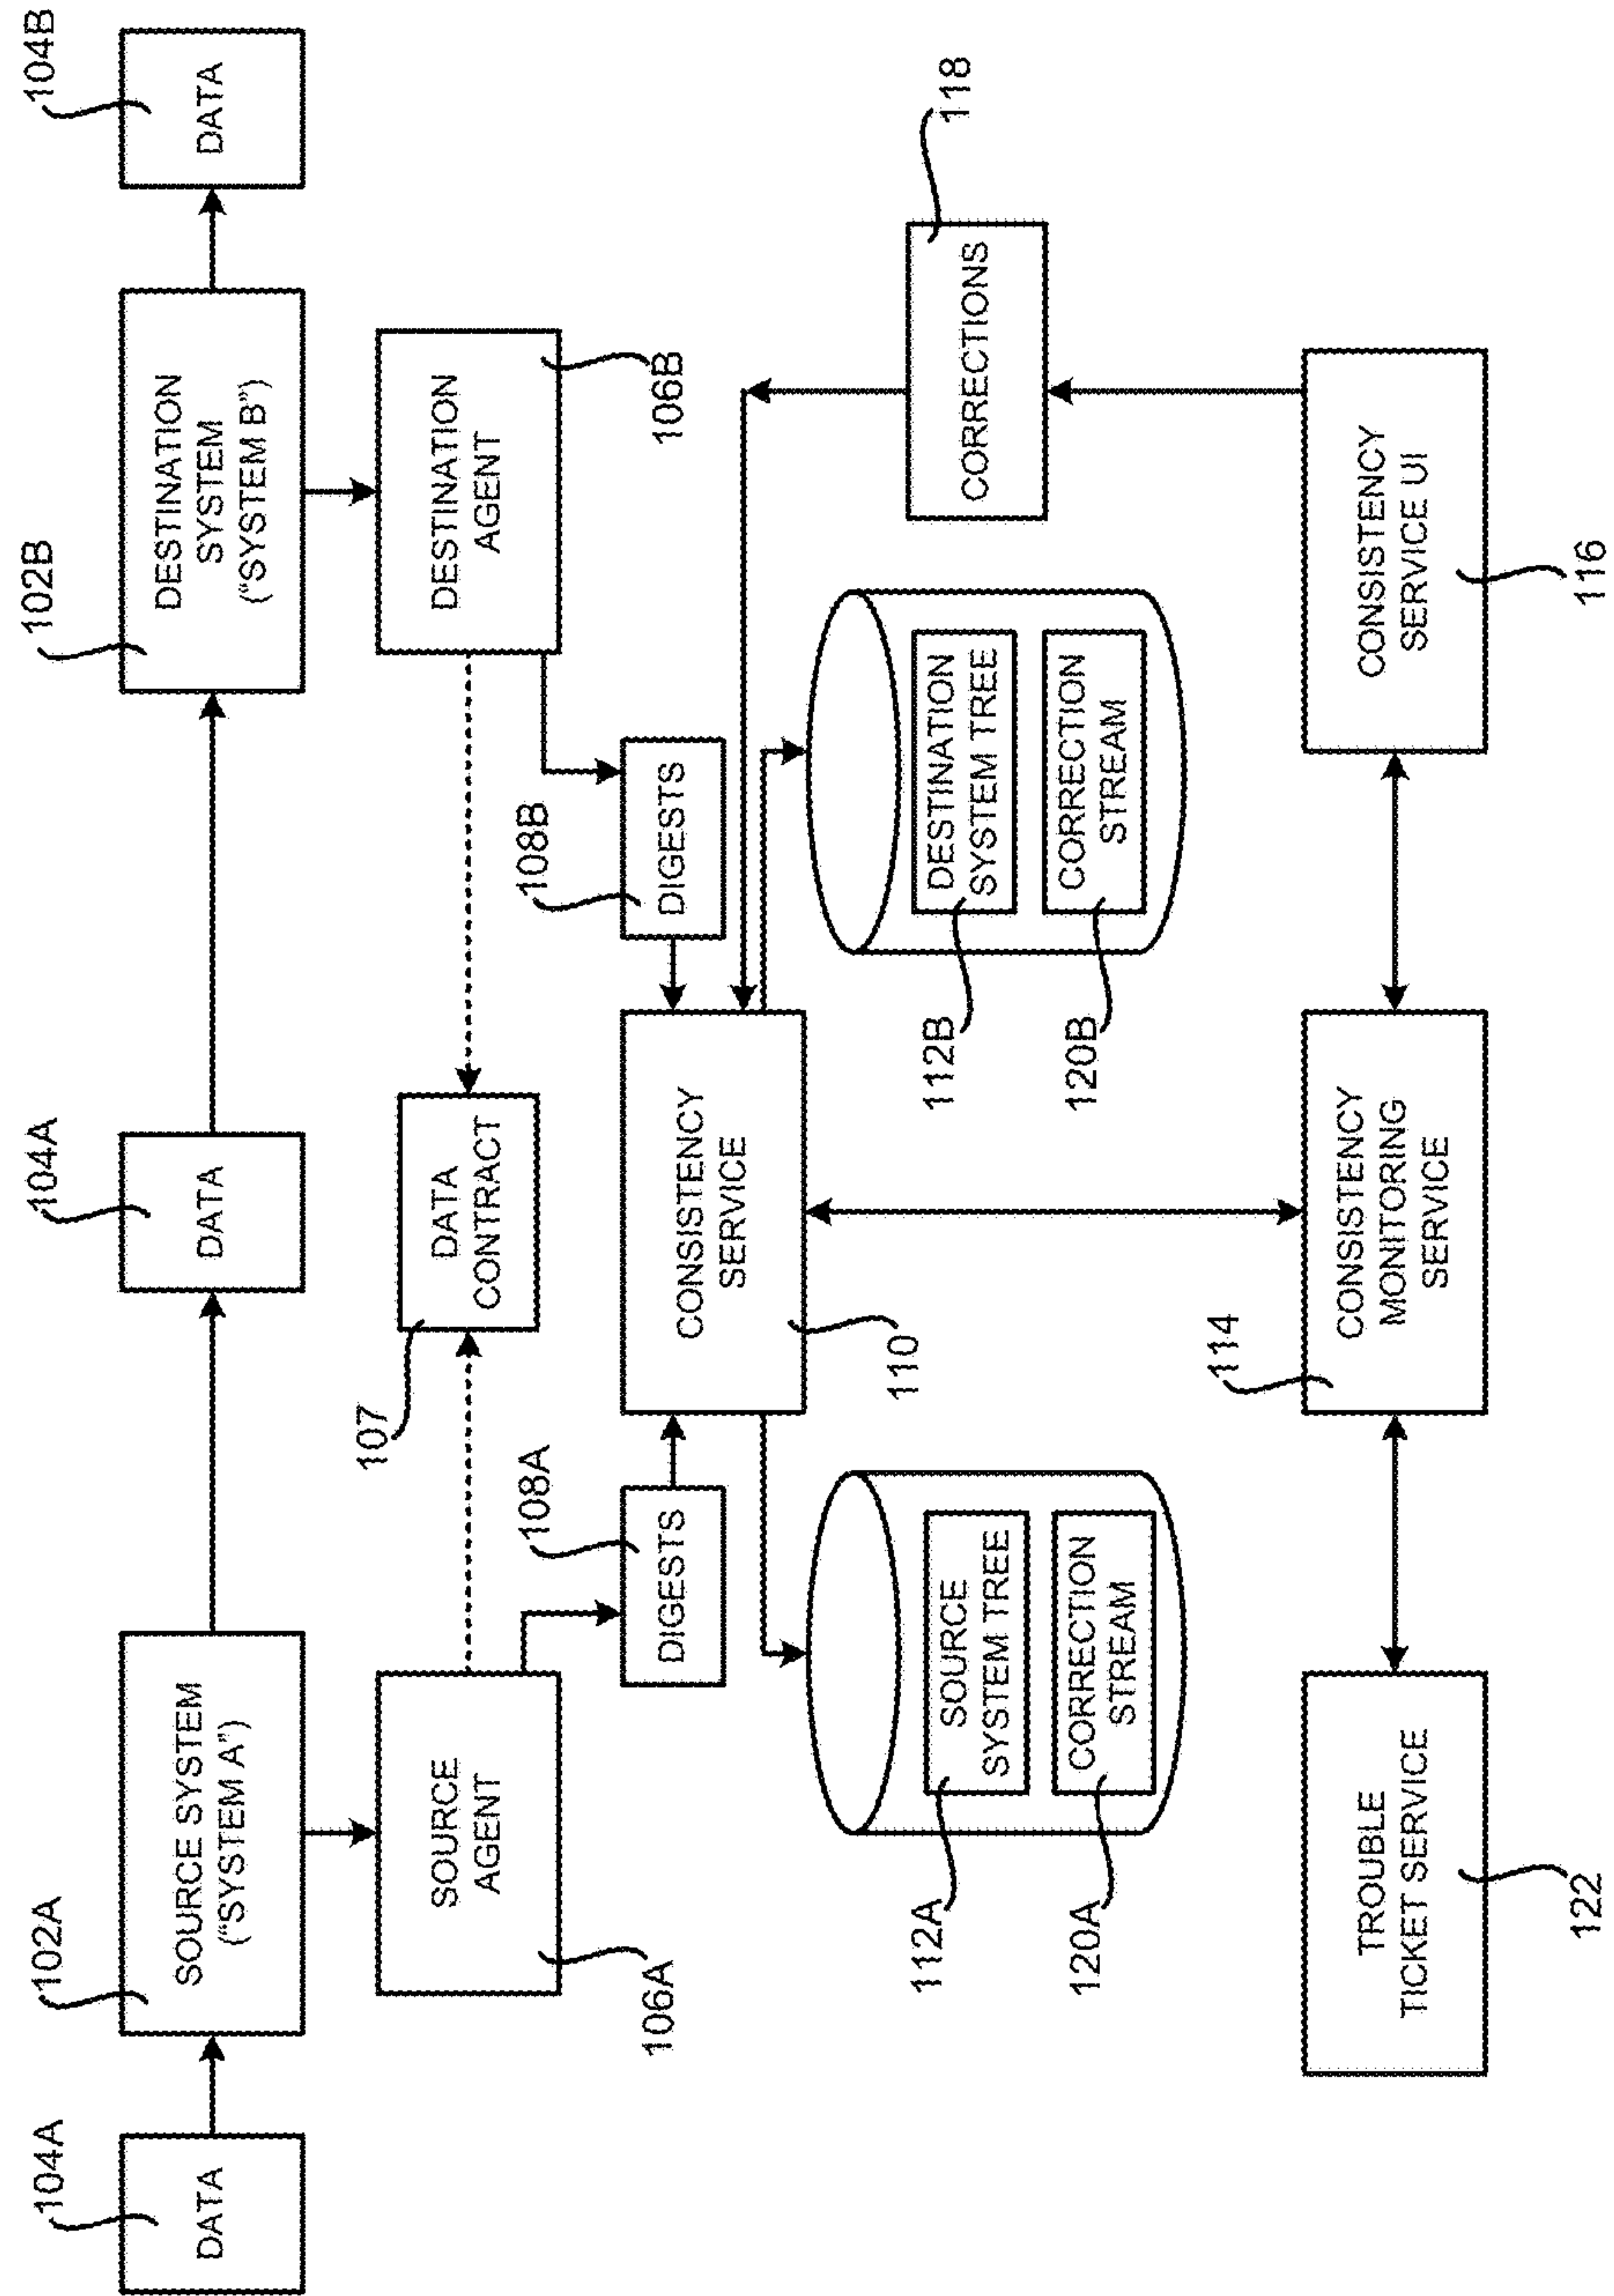 104A
DATA
102A
SOURCE SYSTEM
("SYSTEM A")
104A
DATA
102B
DESTINATION
SYSTEM
("SYSTEM B")
104B
DATA
SOURCE
AGENT
106A
107
DATA
CONTRACT
DESTINATION
AGENT
106B
108A
DIGESTS
CONSISTENCY
SERVICE
110
108B
DIGESTS
SOURCE
SYSTEM TREE
112A
CORRECTION
STREAM
120A
DESTINATION
SYSTEM TREE
112B
CORRECTION
STREAM
120B
CORRECTIONS
118
TROUBLE
TICKET SERVICE
122
114
CONSISTENCY
MONITORING
SERVICE
CONSISTENCY
SERVICE UI
116